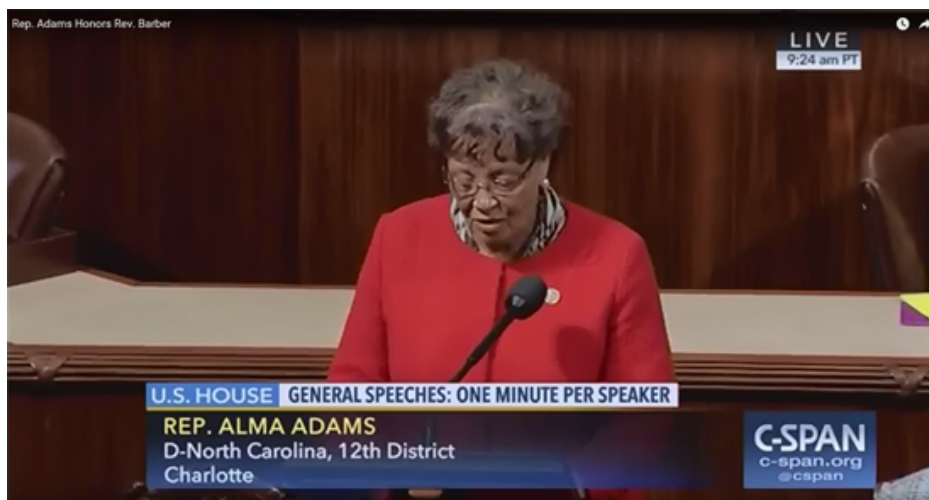 Rep. Adams Honors Rev. Barber
LIVE
9:24 am PT
U.S. HOUSE GENERAL SPEECHES: ONE MINUTE PER SPEAKER
REP. ALMA ADAMS
D-North Carolina, 12th District
Charlotte
C-SPAN
c-span.org
@cspan